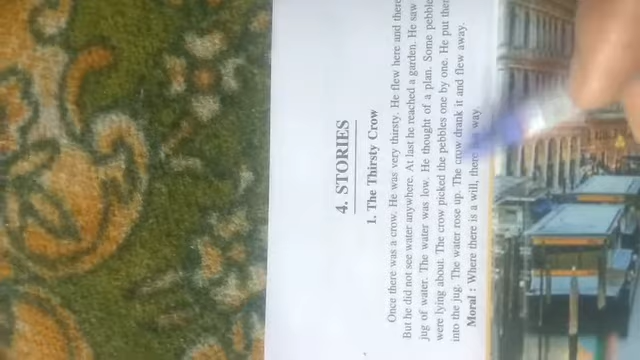 4. STORIES
1. The Thirsty Crow
Once there was a crow. He was very thirsty. He flew here and there
But he did not see water anywhere. At last he reached a garden. He saw
jug of water. The water was low. He thought of a plan. Some pebble
were lying about. The crow picked the pebbles one by one. He put
into the jug. The water rose up. The crow drank it and flew away.
Moral : Where there is a will, there way.